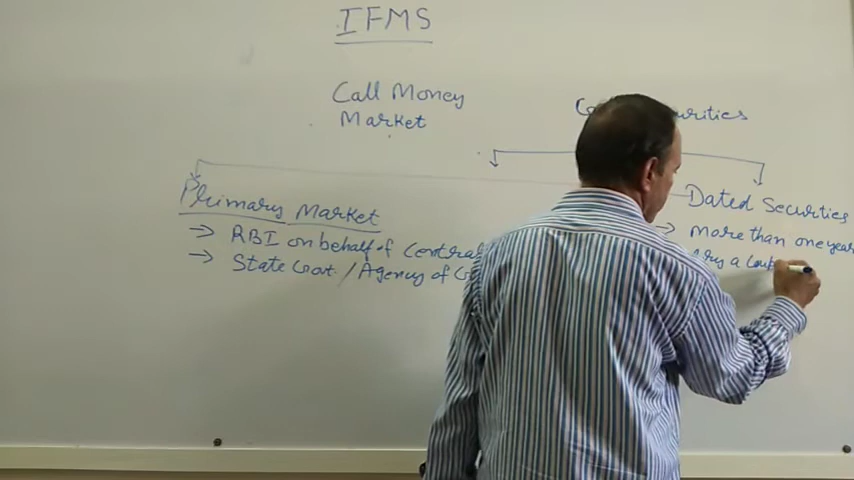 IFMS
Call Money
Market
Dated Securities
More than one year
Primary Market
→ RBI on behalf of Central
→ State Govt / Agency of